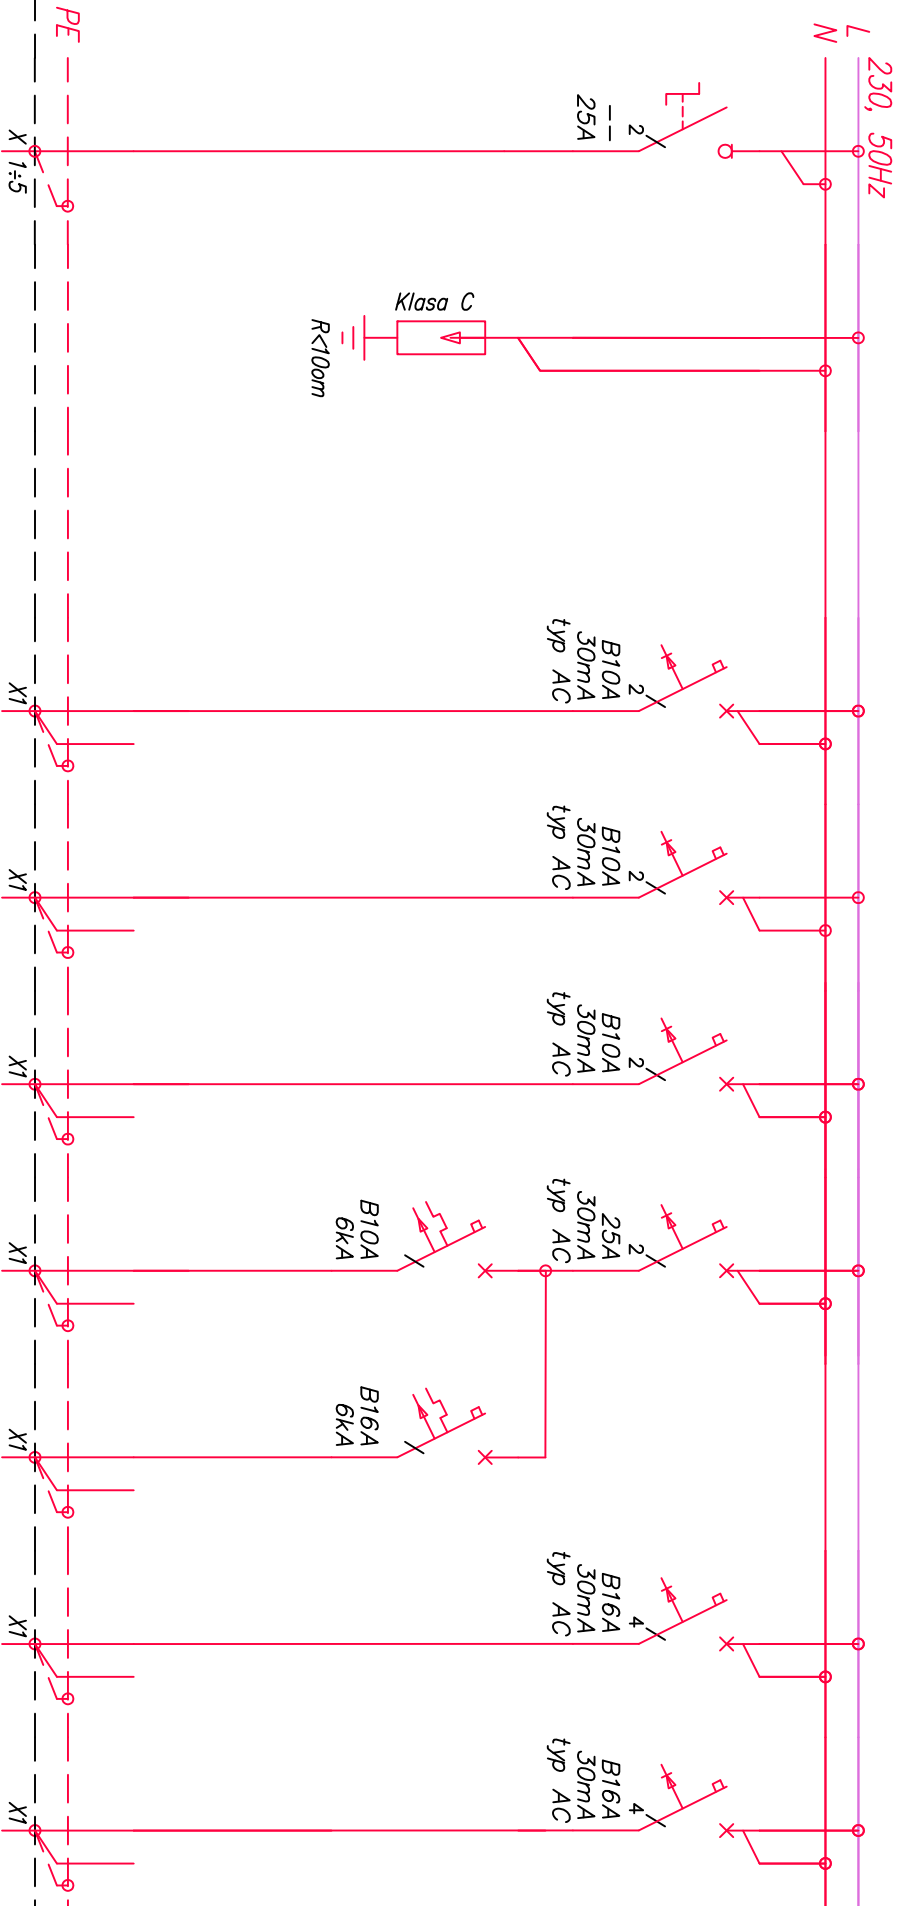 L
N
230, 50Hz
PE
2
--
25A
X 1÷5
Klasa C
R<10om
2
B10A
30mA
typ AC
X1
2
B10A
30mA
typ AC
X1
2
B10A
30mA
typ AC
X1
2
25A
30mA
typ AC
B10A
6kA
X1
B16A
6kA
X1
4
B16A
30mA
typ AC
X1
4
B16A
30mA
typ AC
X1